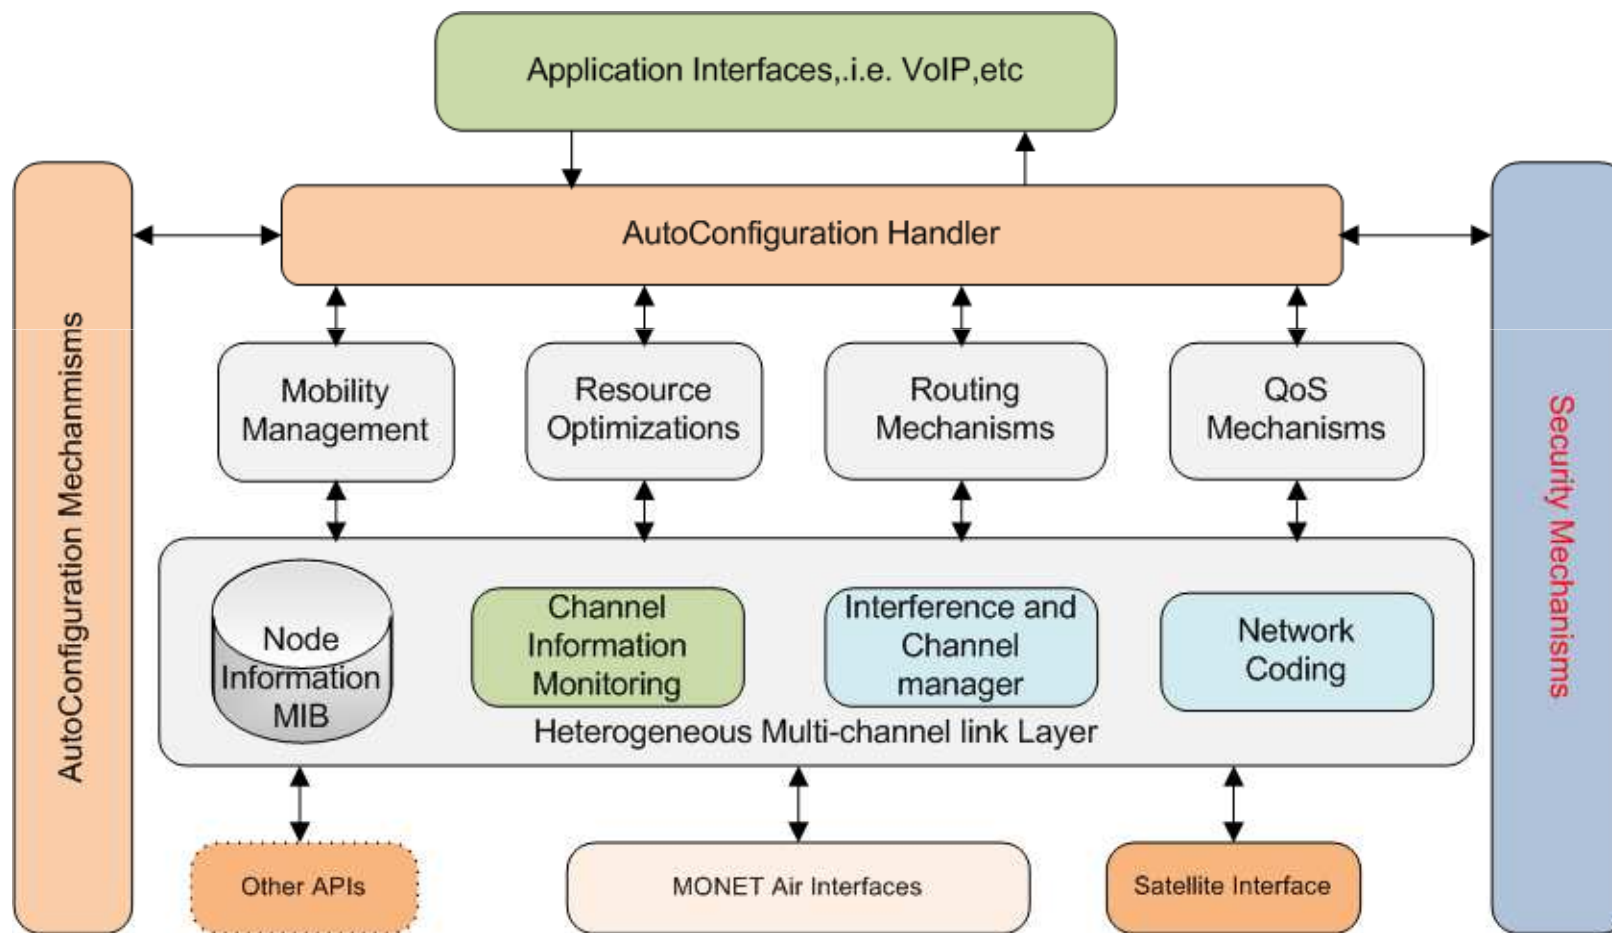 Application Interfaces,.i.e. VoIP,etc
AutoConfiguration Handler
AutoConfiguration Mechanmisms
Mobility
Management
Resource
Optimizations
Routing
Mechanisms
QoS
Mechanisms
Security Mechanisms
Node
Information
MIB
Channel
Information
Monitoring
Interference and
Channel
manager
Network
Coding
Heterogeneous Multi-channel link Layer
Other APIs
MONET Air Interfaces
Satellite Interface